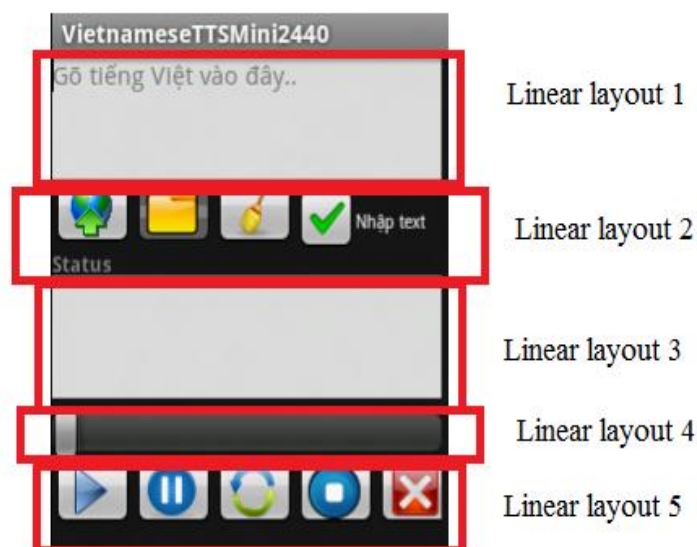 VietnameseTTSMini2440
Gõ tiếng Việt vào đây..
Linear layout 1
Nhập text
Linear layout 2
Status
Linear layout 3
Linear layout 4
Linear layout 5